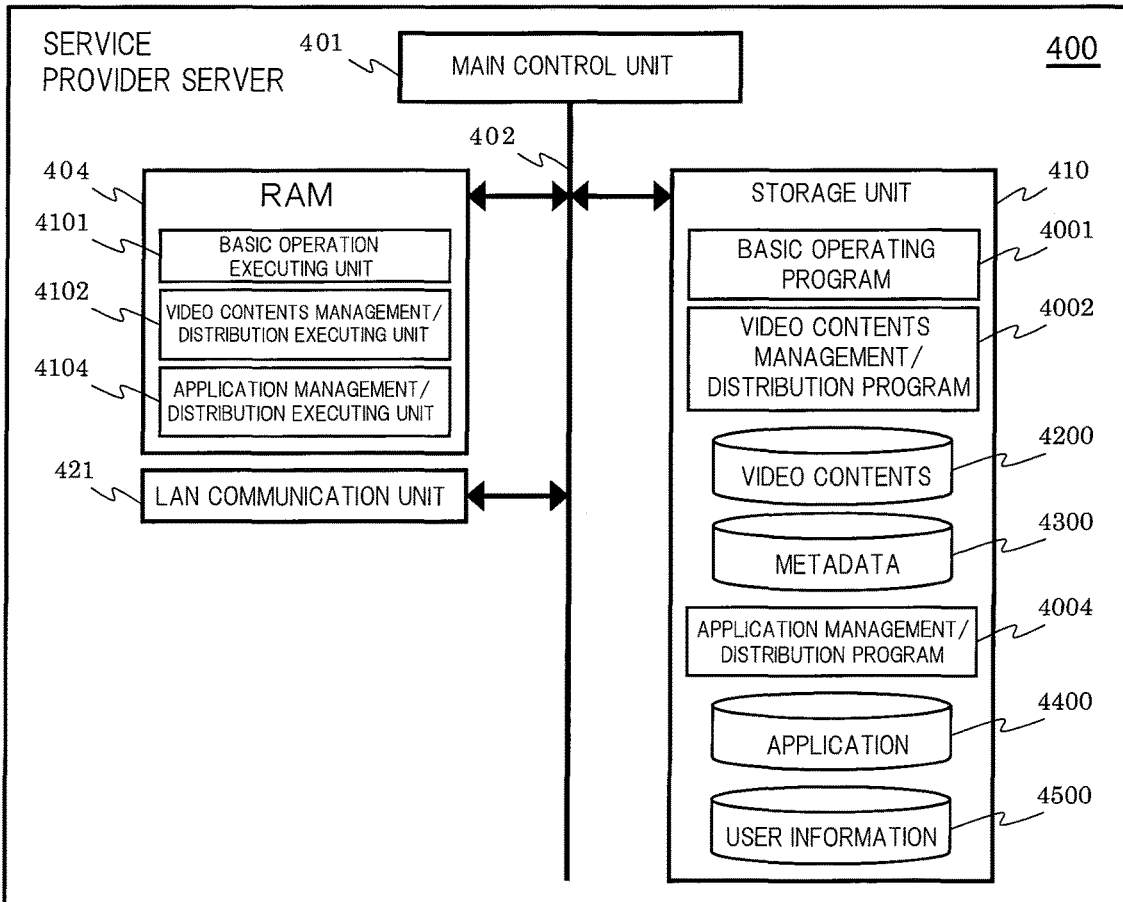 SERVICE
PROVIDER SERVER
401
MAIN CONTROL UNIT
400
402
404
RAM
4101
BASIC OPERATION
EXECUTING UNIT
4102
VIDEO CONTENTS MANAGEMENT/
DISTRIBUTION EXECUTING UNIT
4104
APPLICATION MANAGEMENT/
DISTRIBUTION EXECUTING UNIT
421
LAN COMMUNICATION UNIT
410
STORAGE UNIT
4001
BASIC OPERATING
PROGRAM
4002
VIDEO CONTENTS
MANAGEMENT/
DISTRIBUTION PROGRAM
4200
VIDEO CONTENTS
4300
METADATA
4004
APPLICATION MANAGEMENT/
DISTRIBUTION PROGRAM
4400
APPLICATION
4500
USER INFORMATION